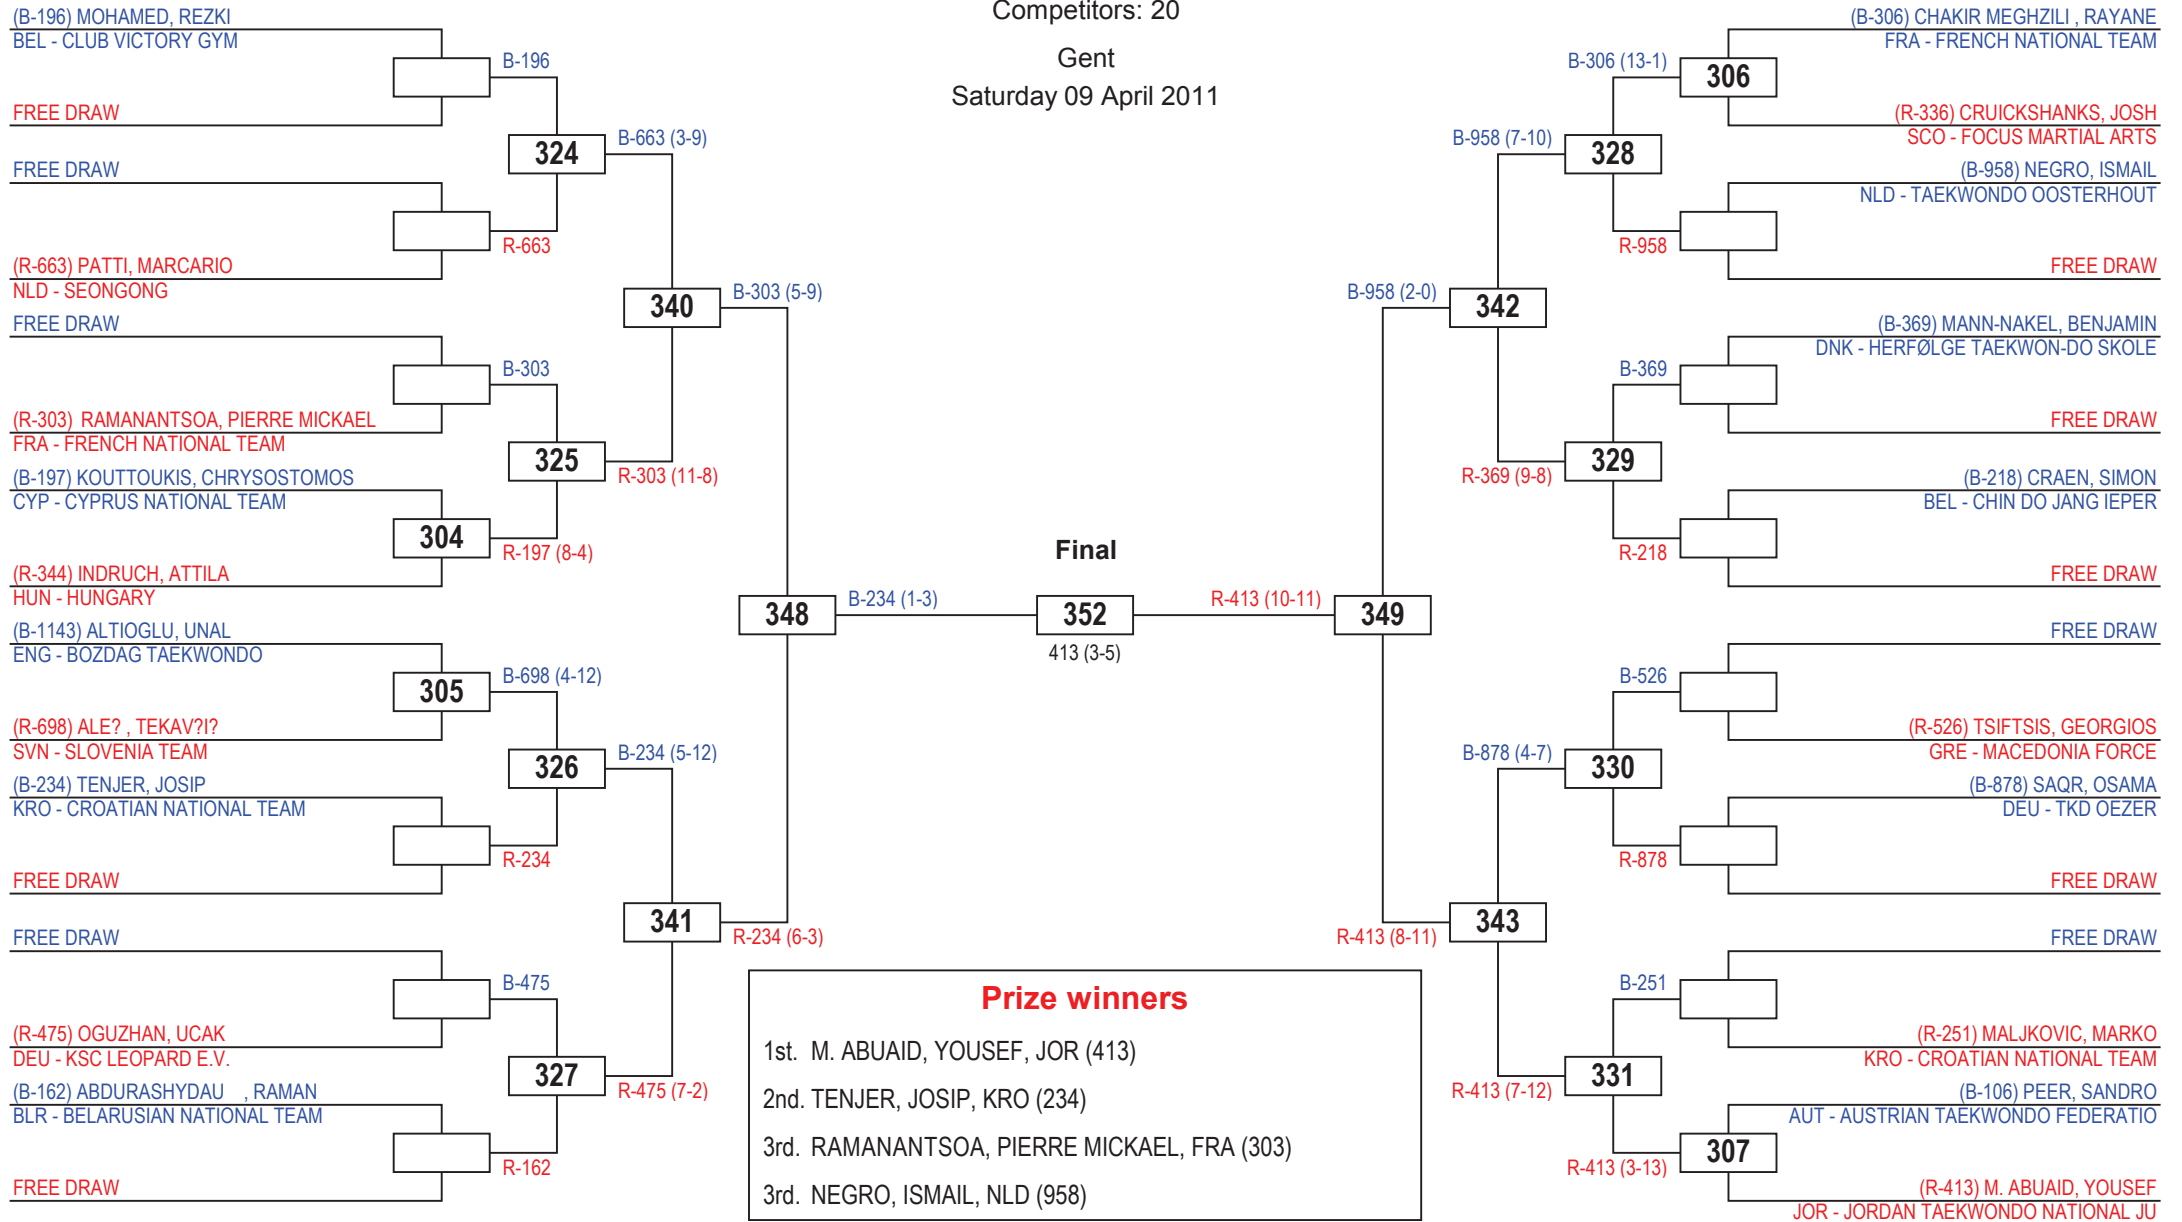 Competitors: 20
Gent
Saturday 09 April 2011
(B-196) MOHAMED, REZKI
BEL - CLUB VICTORY GYM
FREE DRAW
FREE DRAW
(R-663) PATTI, MARCARIO
NLD - SEONGONG
FREE DRAW
(R-303) RAMANANTSOA, PIERRE MICKAEL
FRA - FRENCH NATIONAL TEAM
(B-197) KOUTTOUKIS, CHRYSOSTOMOS
CYP - CYPRUS NATIONAL TEAM
(R-344) INDRUCH, ATTILA
HUN - HUNGARY
(B-1143) ALTIOGLU, UNAL
ENG - BOZDAG TAEKWONDO
(R-698) ALE? , TEKAV?I?
SVN - SLOVENIA TEAM
(B-234) TENJER, JOSIP
KRO - CROATIAN NATIONAL TEAM
FREE DRAW
FREE DRAW
(R-475) OGUZHAN, UCAK
DEU - KSC LEOPARD E.V.
(B-162) ABDURASHYDAU , RAMAN
BLR - BELARUSIAN NATIONAL TEAM
FREE DRAW
B-196
R-663
B-303
304
R-197 (8-4)
305
B-698 (4-12)
R-234
B-475
R-162
324
B-663 (3-9)
325
R-303 (11-8)
326
B-234 (5-12)
327
R-475 (7-2)
340
B-303 (5-9)
341
R-234 (6-3)
348
B-234 (1-3)
Final
352
413 (3-5)
R-413 (10-11)
349
B-958 (2-0)
342
R-413 (8-11)
343
B-958 (7-10)
328
R-369 (9-8)
329
B-878 (4-7)
330
R-413 (7-12)
331
B-306 (13-1)
306
R-958
B-369
R-218
B-526
R-878
B-251
R-413 (3-13)
307
(B-306) CHAKIR MEGHZILI , RAYANE
FRA - FRENCH NATIONAL TEAM
(R-336) CRUICKSHANKS, JOSH
SCO - FOCUS MARTIAL ARTS
(B-958) NEGRO, ISMAIL
NLD - TAEKWONDO OOSTERHOUT
FREE DRAW
(B-369) MANN-NAKEL, BENJAMIN
DNK - HERFØLGE TAEKWON-DO SKOLE
FREE DRAW
(B-218) CRAEN, SIMON
BEL - CHIN DO JANG IEPER
FREE DRAW
FREE DRAW
(R-526) TSIFTSIS, GEORGIOS
GRE - MACEDONIA FORCE
(B-878) SAQR, OSAMA
DEU - TKD OEZER
FREE DRAW
FREE DRAW
(R-251) MALJKOVIC, MARKO
KRO - CROATIAN NATIONAL TEAM
(B-106) PEER, SANDRO
AUT - AUSTRIAN TAEKWONDO FEDERATIO
(R-413) M. ABUAID, YOUSEF
JOR - JORDAN TAEKWONDO NATIONAL JU
Prize winners
1st. M. ABUAID, YOUSEF, JOR (413)
2nd. TENJER, JOSIP, KRO (234)
3rd. RAMANANTSOA, PIERRE MICKAEL, FRA (303)
3rd. NEGRO, ISMAIL, NLD (958)